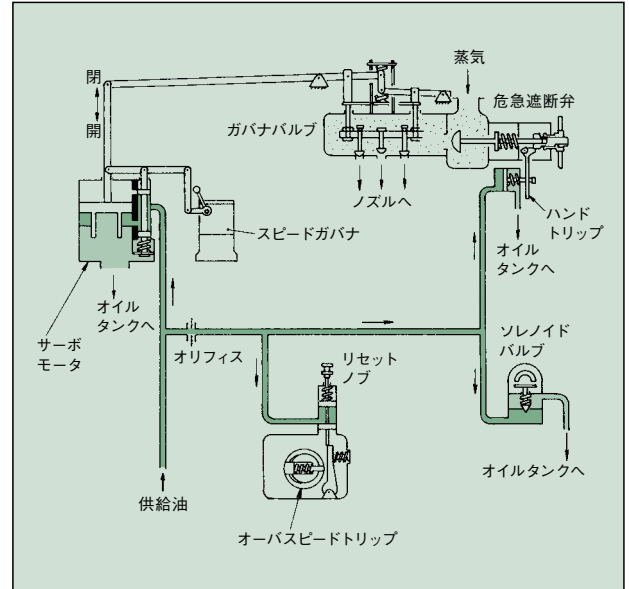 蒸気
閉
開
危急遮断弁
ガバナバルブ
ノズルへ
ハンド
トリップ
スピードガバナ
オイル
タンクへ
オイル
タンクへ
サーボ
モータ
オリフィス
リセット
ノブ
ソレノイド
バルブ
オイルタンクへ
供給油
オーバスピードトリップ